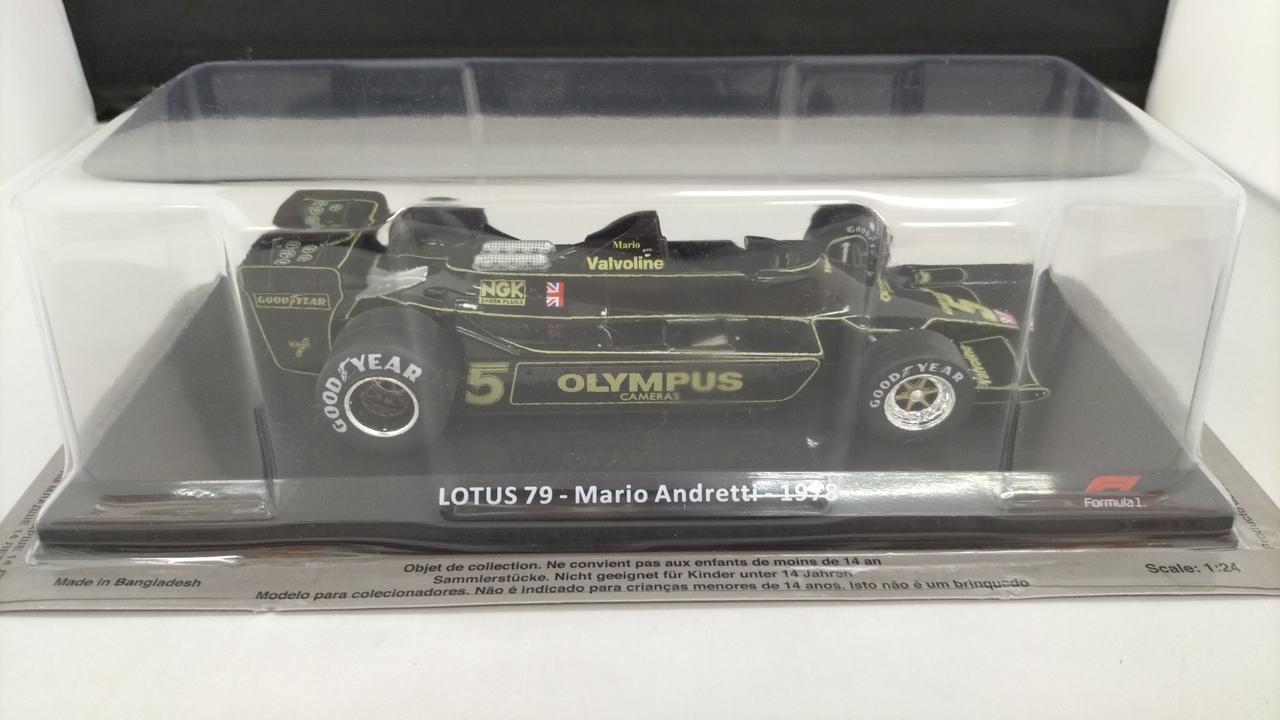 Mario
Valvoline
NGK
SPARK PLUGS
GOODYEAR
5
5
OLYMPUS
CAMERAS
GOODYEAR
GOODYEAR
LOTUS 79 - Mario Andretti - 1978
Formula 1
Objet de collection. Ne convient pas aux enfants de moins de 14 an
Made in Bangladesh
Sammlerstücke. Nicht geeignet für Kinder unter 14 Jahren
Scale: 1:24
Modelo para colecionadores. Não é indicado para crianças menores de 14 anos. Isto não é um brinquedo